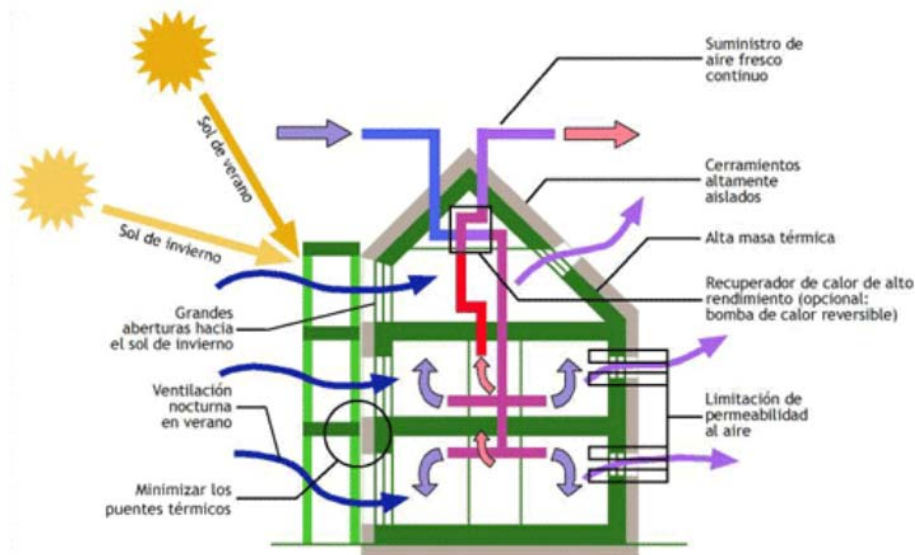 Suministro de
aire fresco
continuo
Sol de
verano
Sol de invierno
Cerramientos
altamente
aislados
Alta masa térmica
Recuperador de calor de alto
rendimiento (opcional:
bomba de calor reversible)
Grandes
aberturas hacia
el sol de invierno
Ventilación
nocturna
en verano
Limitación de
permeabilidad
al aire
Minimizar los
puentes térmicos